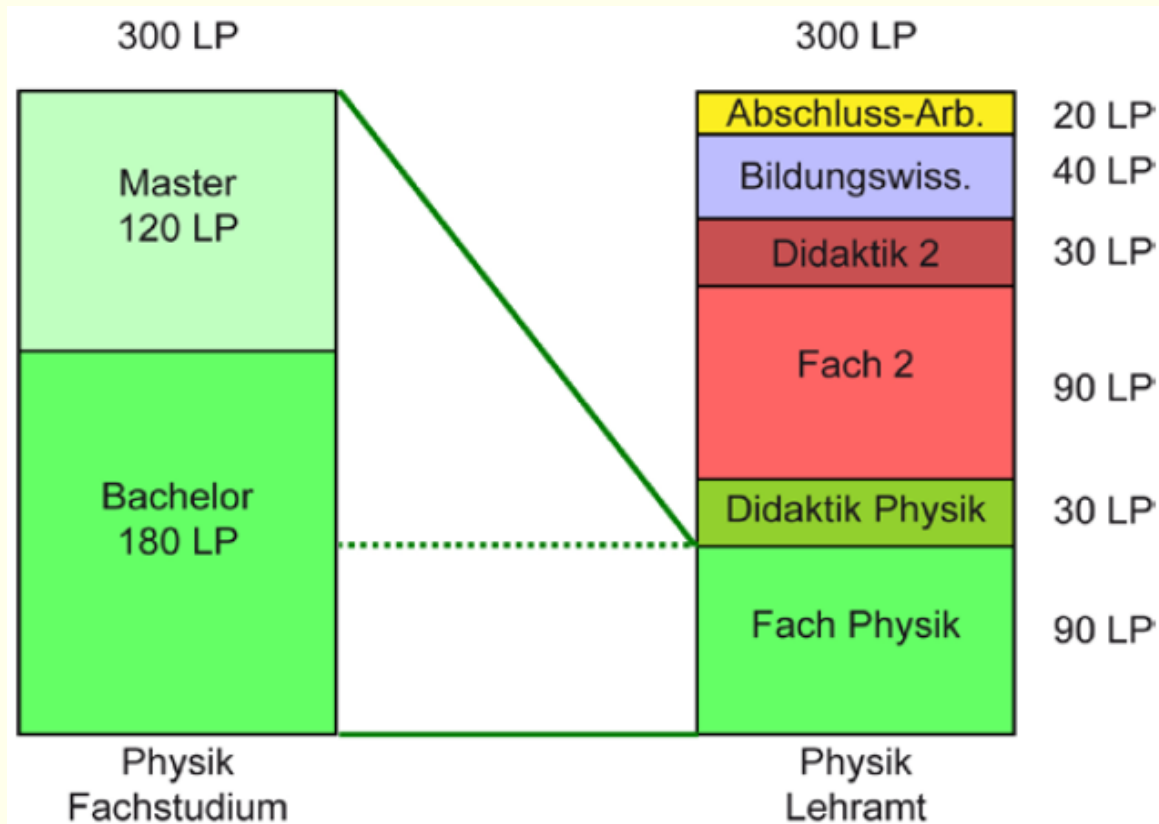 300 LP
Master
120 LP
Bachelor
180 LP
Physik
Fachstudium
300 LP
Abschluss-Arb.
20 LP
Bildungswiss.
40 LP
Didaktik 2
30 LP
Fach 2
90 LP
Didaktik Physik
30 LP
Fach Physik
90 LP
Physik
Lehramt